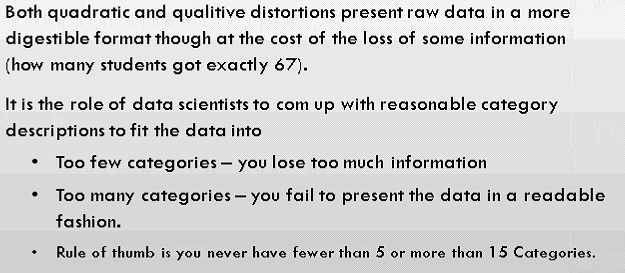 Both quadratic and qualitive distortions present raw data in a more
digestible format though at the cost of the loss of some information
(how many students got exactly 67).
It is the role of data scientists to com up with reasonable category
descriptions to fit the data into
• Too few categories – you lose too much information
• Too many categories – you fail to present the data in a readable
fashion.
• Rule of thumb is you never have fewer than 5 or more than 15 Categories.